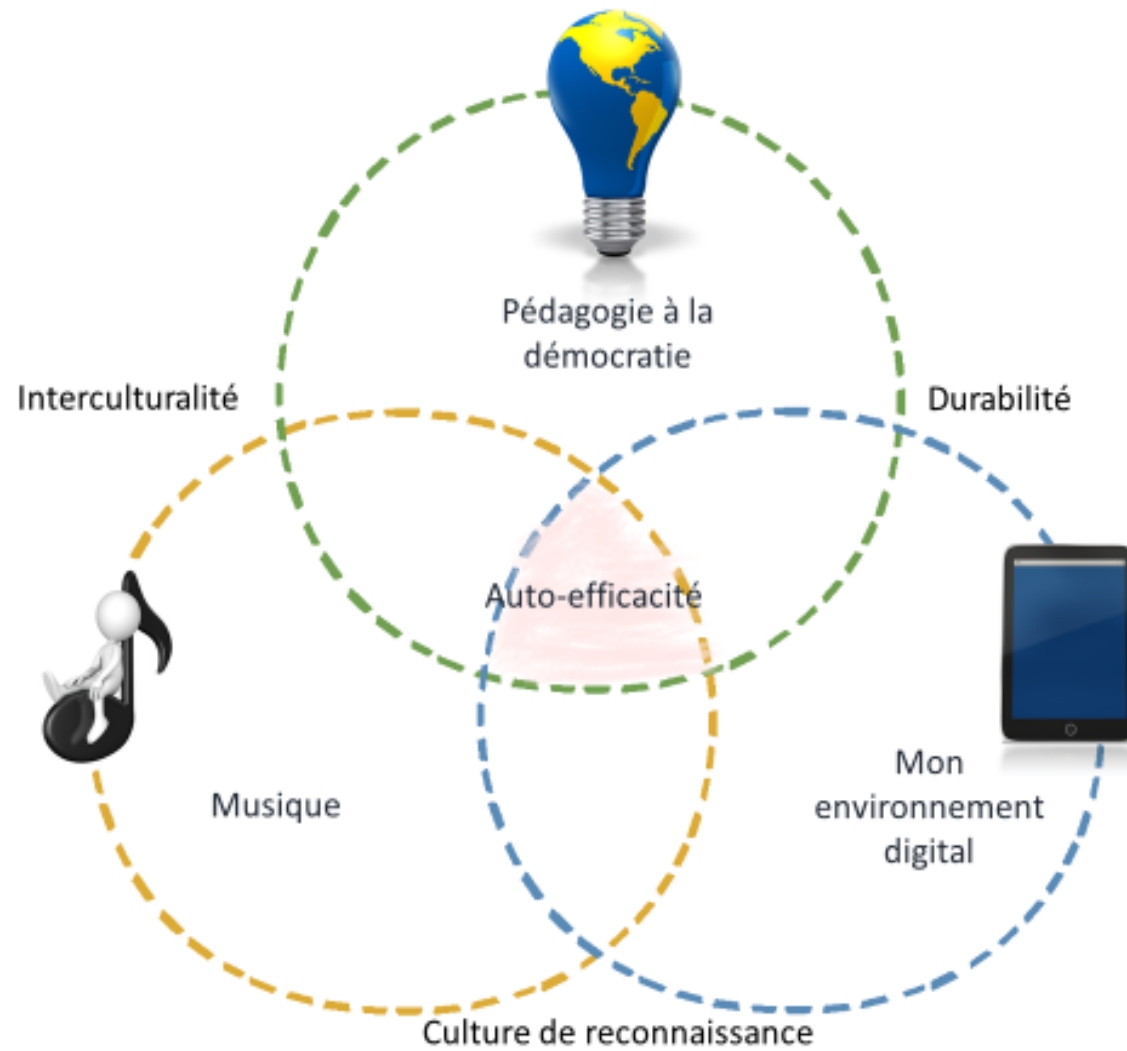 Pédagogie à la
démocratie
Interculturalité
Durabilité
Auto-efficacité
Musique
Mon
environnement
digital
Culture de reconnaissance